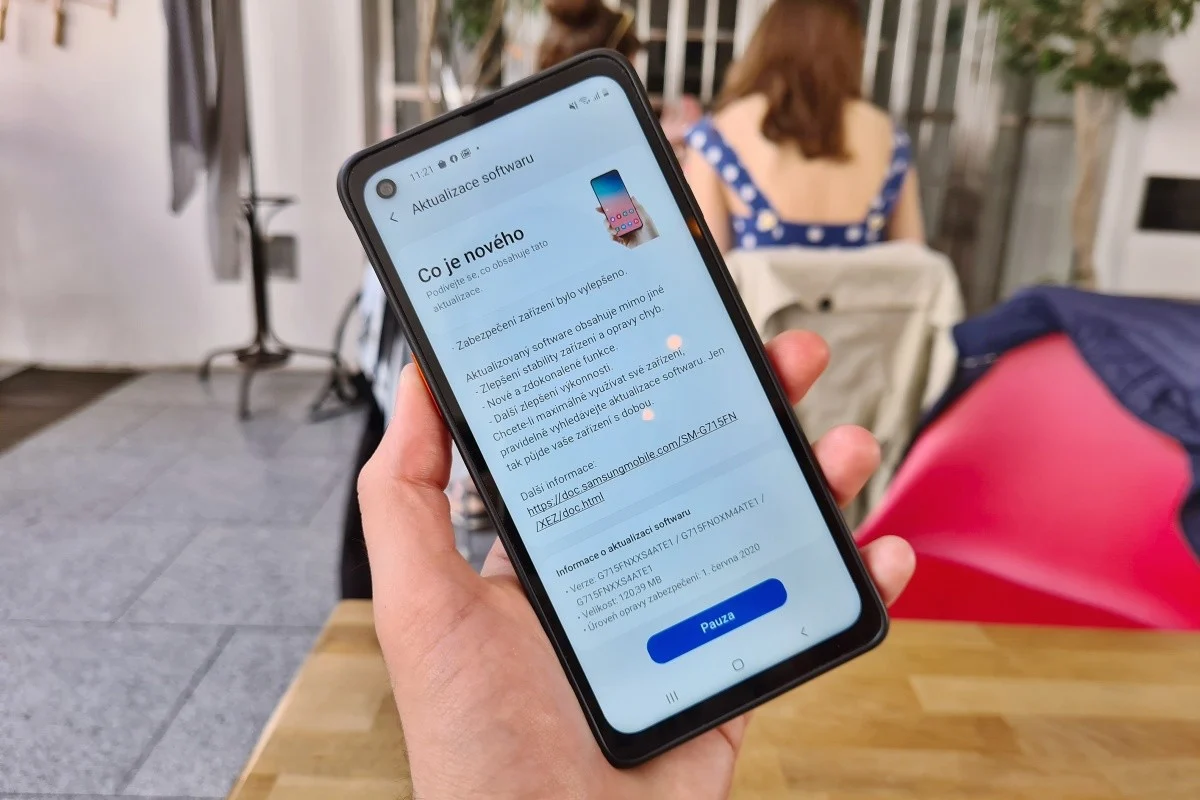 11:21
Aktualizace softwaru
Co je nového
Podívejte se, co obsahuje tato
aktualizace.
· Zabezpečení zařízení bylo vylepšeno.
Aktualizovaný software obsahuje mimo jiné
- Zlepšení stability zařízení a opravy chyb.
- Nové a zdokonalené funkce.
- Další zlepšení výkonnosti.
Chcete-li maximálně využívat své zařízení,
pravidelně vyhledávejte aktualizace softwaru. Jen
tak půjde vaše zařízení s dobou.
Další informace:
https://doc.samsungmobile.com/SM-G715FN
/XEZ/doc.html
Informace o aktualizaci softwaru
• Verze: G715FNXXS4ATE1 / G715FNOXM4ATE1 /
G715FNXXS4ATE1
• Velikost: 120,39 MB
• Úroveň opravy zabezpečení: 1. června 2020
Pauza